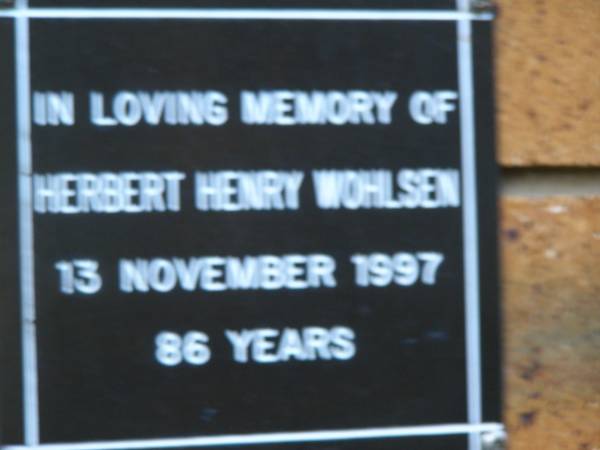 IN LOVING MEMORY OF
HERBERT HENRY WOHLSEN
13 NOVEMBER 1997
86 YEARS